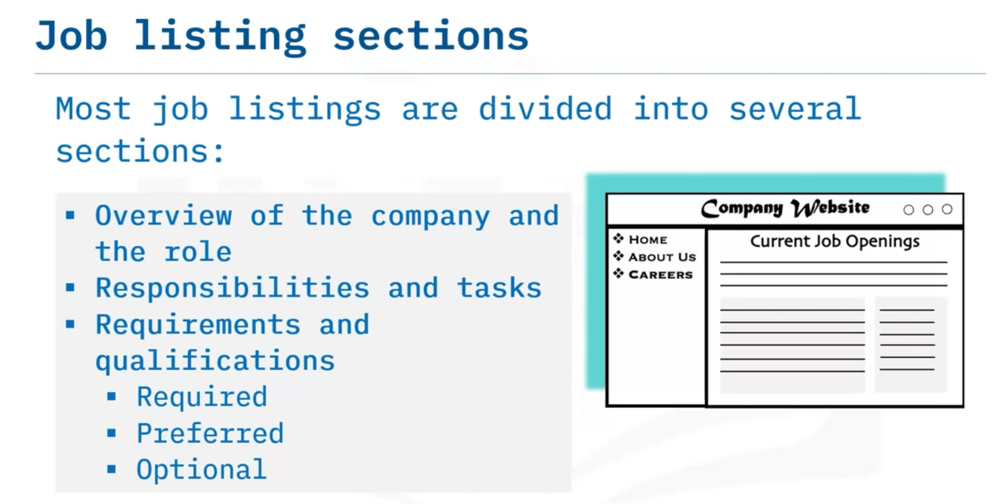 Job listing sections
Most job listings are divided into several
sections:
▪ Overview of the company and
the role
▪ Responsibilities and tasks
▪ Requirements and
qualifications
▪ Required
▪ Preferred
▪ Optional
Company Website
❖ HOME
❖ ABOUT US
❖ CAREERS
Current Job Openings